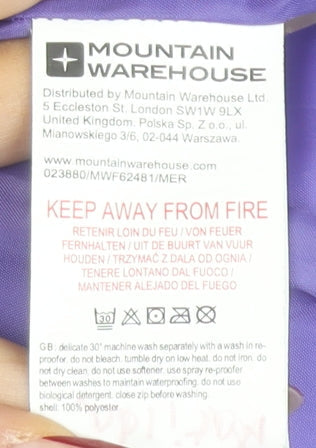 MOUNTAIN
WAREHOUSE
Distributed by Mountain Warehouse Ltd.
5 Eccleston St. London SW1W 9LX
United Kingdom. Polska Sp. Z o.o., ul.
Mianowskiego 3/6, 02-044 Warszawa.
www.mountainwarehouse.com
023880/MWF62481/MER
KEEP AWAY FROM FIRE
RETENIR LOIN DU FEU / VON FEUER
FERNHALTEN / UIT DE BUURT VAN VUUR
HOUDEN / TRZYMAĆ Z DALA OD OGNIA /
TENERE LONTANO DAL FUOCO /
MANTENER ALEJADO DEL FUEGO
30
GB. delicate 30° machine wash separately with a wash in re-
proofer. do not bleach. tumble dry on low heat. do not iron. do
not dry clean. do not use softener. use spray re-proofer
between washes to maintain waterproofing. do not use
biological detergent. close zip before washing.
shell: 100% polyester